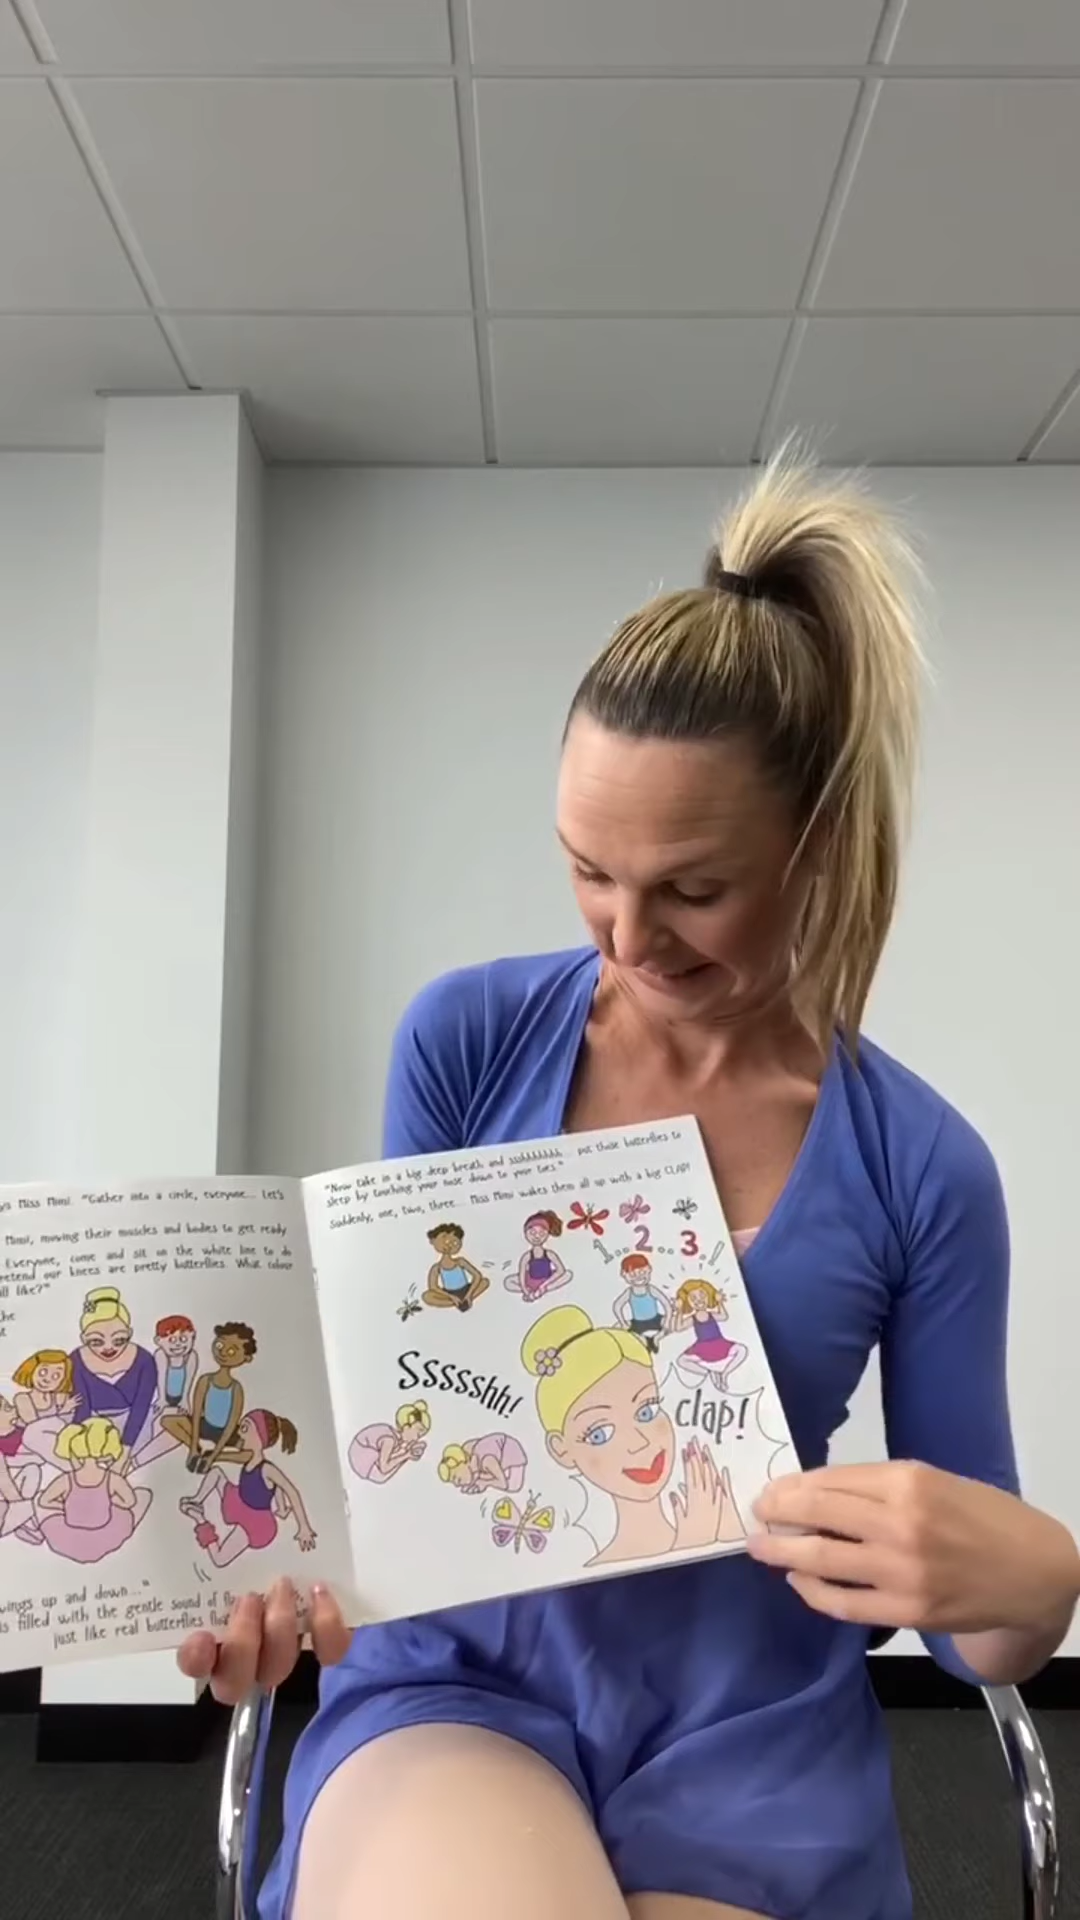 Miss Mimi. "Gather into a circle, everyone... Let's
Mimi, moving their muscles and bodies to get ready
Everyone, come and sit on the white line to do
pretend our knees are pretty butterflies. What colour
like?"
wings up and down..."
is filled with the gentle sound of
just like real butterflies
"Now take in a big deep breath and ssshhhhhhh... put those butterflies to
sleep by touching your nose down to your toes."
Suddenly, one, two, three... Miss Mimi wakes them all up with a big CLAP!
1...2...3...!
Sssssshh!
clap!